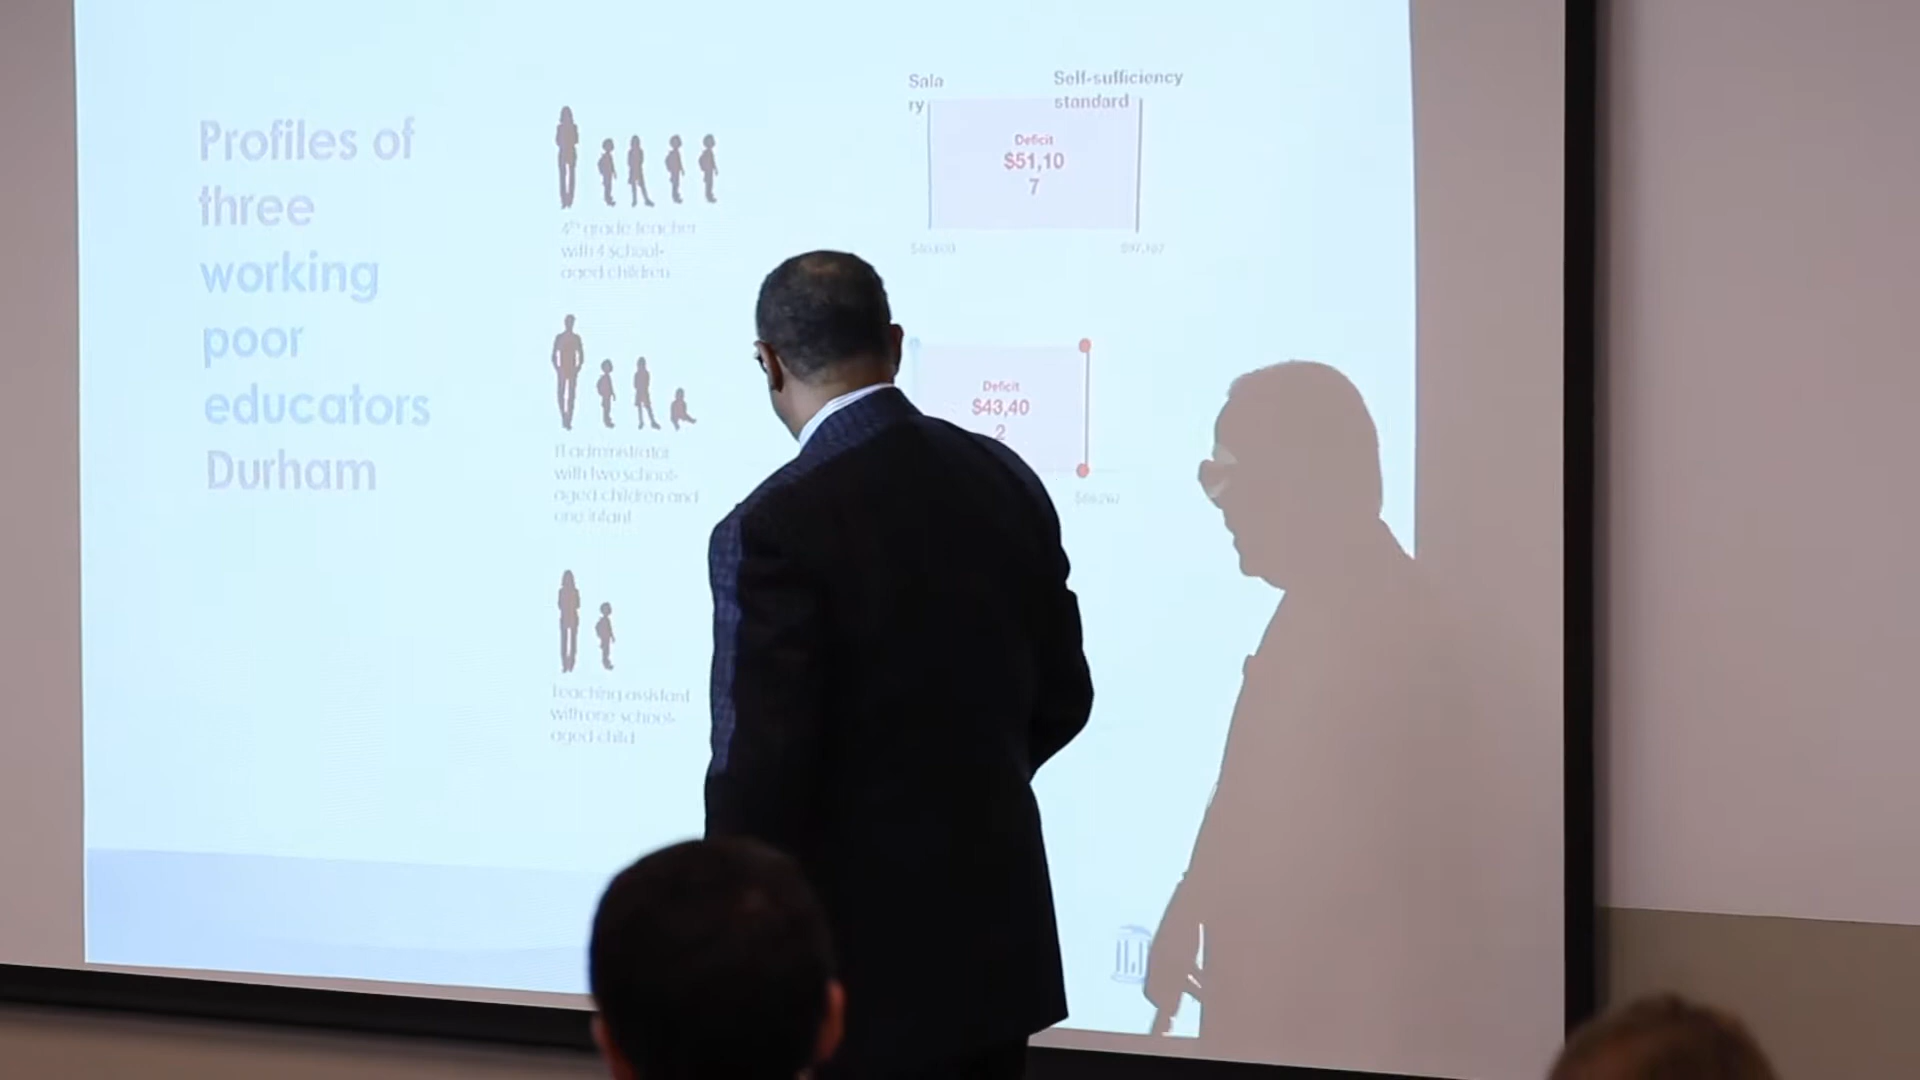 Profiles of
three
working
poor
educators
Durham
4th grade teacher
with 4 school-
aged children
IT administrator
with two school-
aged children and
one infant
Teaching assistant
with one school-
aged child
Sala
ry
Self-sufficiency
standard
Deficit
$51,10
7
Deficit
$43,40
2